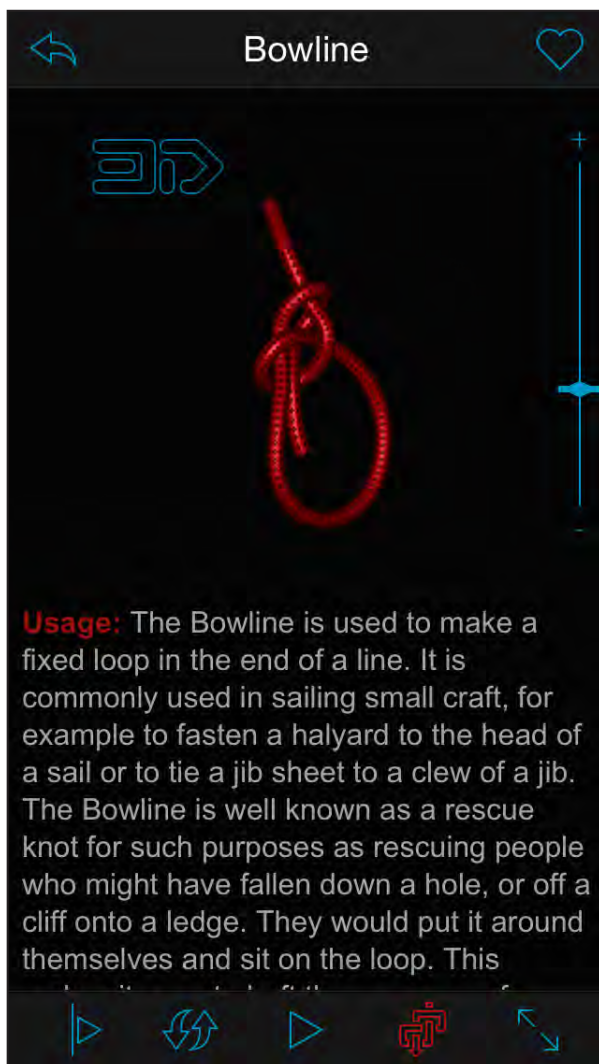 Bowline
3D
+
-
Usage: The Bowline is used to make a
fixed loop in the end of a line. It is
commonly used in sailing small craft, for
example to fasten a halyard to the head of
a sail or to tie a jib sheet to a clew of a jib.
The Bowline is well known as a rescue
knot for such purposes as rescuing people
who might have fallen down a hole, or off a
cliff onto a ledge. They would put it around
themselves and sit on the loop. This